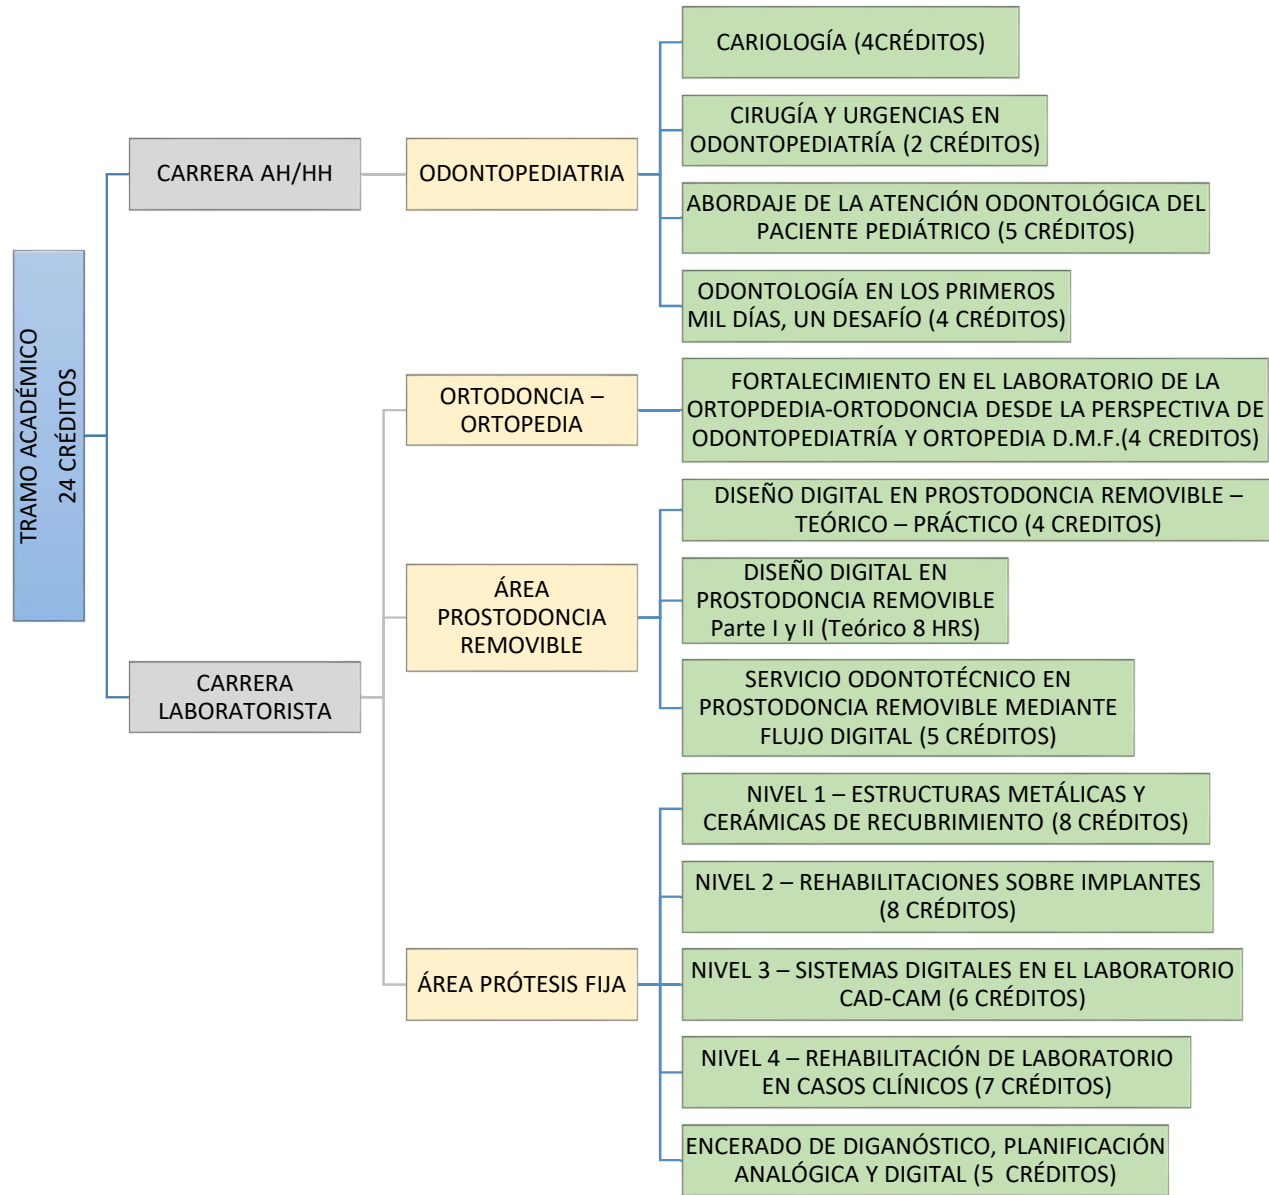 TRAMO ACADÉMICO
24 CRÉDITOS
CARRERA AH/HH
ODONTOPEDIATRIA
CARIOLOGÍA (4CRÉDITOS)
CIRUGÍA Y URGENCIAS EN
ODONTOPEDIATRÍA (2 CRÉDITOS)
ABORDAJE DE LA ATENCIÓN ODONTOLÓGICA DEL
PACIENTE PEDIÁTRICO (5 CRÉDITOS)
ODONTOLOGÍA EN LOS PRIMEROS
MIL DÍAS, UN DESAFÍO (4 CRÉDITOS)
CARRERA
LABORATORISTA
ORTODONCIA –
ORTOPEDIA
FORTALECIMIENTO EN EL LABORATORIO DE LA
ORTOPDEDIA-ORTODONCIA DESDE LA PERSPECTIVA DE
ODONTOPEDIATRÍA Y ORTOPEDIA D.M.F.(4 CREDITOS)
ÁREA
PROSTODONCIA
REMOVIBLE
DISEÑO DIGITAL EN PROSTODONCIA REMOVIBLE –
TEÓRICO – PRÁCTICO (4 CREDITOS)
DISEÑO DIGITAL EN
PROSTODONCIA REMOVIBLE
Parte I y II (Teórico 8 HRS)
SERVICIO ODONTOTÉCNICO EN
PROSTODONCIA REMOVIBLE MEDIANTE
FLUJO DIGITAL (5 CRÉDITOS)
ÁREA PRÓTESIS FIJA
NIVEL 1 – ESTRUCTURAS METÁLICAS Y
CERÁMICAS DE RECUBRIMIENTO (8 CRÉDITOS)
NIVEL 2 – REHABILITACIONES SOBRE IMPLANTES
(8 CRÉDITOS)
NIVEL 3 – SISTEMAS DIGITALES EN EL LABORATORIO
CAD-CAM (6 CRÉDITOS)
NIVEL 4 – REHABILITACIÓN DE LABORATORIO
EN CASOS CLÍNICOS (7 CRÉDITOS)
ENCERADO DE DIGANÓSTICO, PLANIFICACIÓN
ANALÓGICA Y DIGITAL (5 CRÉDITOS)